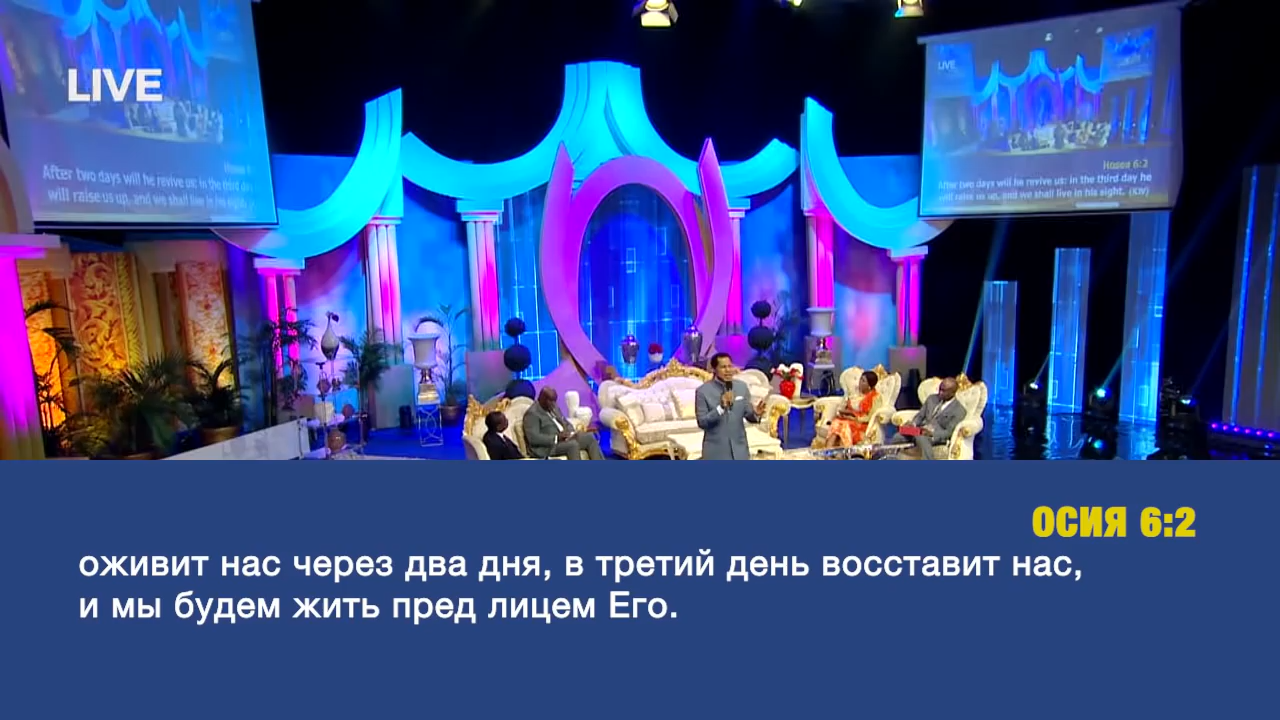 LIVE
After two days will he revive us: in the third
will raise us up, and we shall live in his
LIVE
Hosea 6:2
After two days will he revive us: in the third day he
will raise us up, and we shall live in his sight. (KJV)
ОСИЯ 6:2
оживит нас через два дня, в третий день восставит нас,
и мы будем жить пред лицем Его.